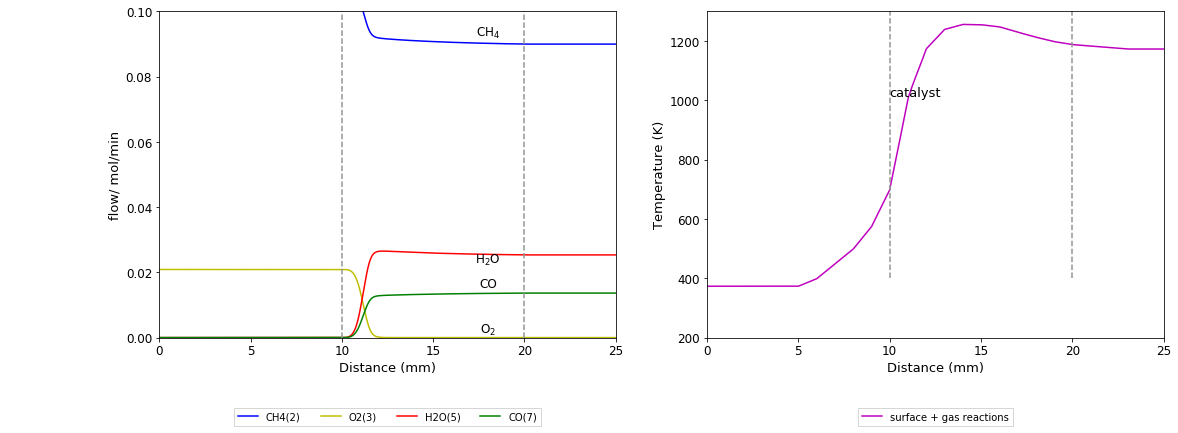 0.10
0.08
0.06
0.04
0.02
0.00
flow/ mol/min
CH4
H2O
CO
O2
0 5 10 15 20 25
Distance (mm)
CH4(2) O2(3) H2O(5) CO(7)
1200
1000
800
600
400
200
Temperature (K)
catalyst
0 5 10 15 20 25
Distance (mm)
surface + gas reactions